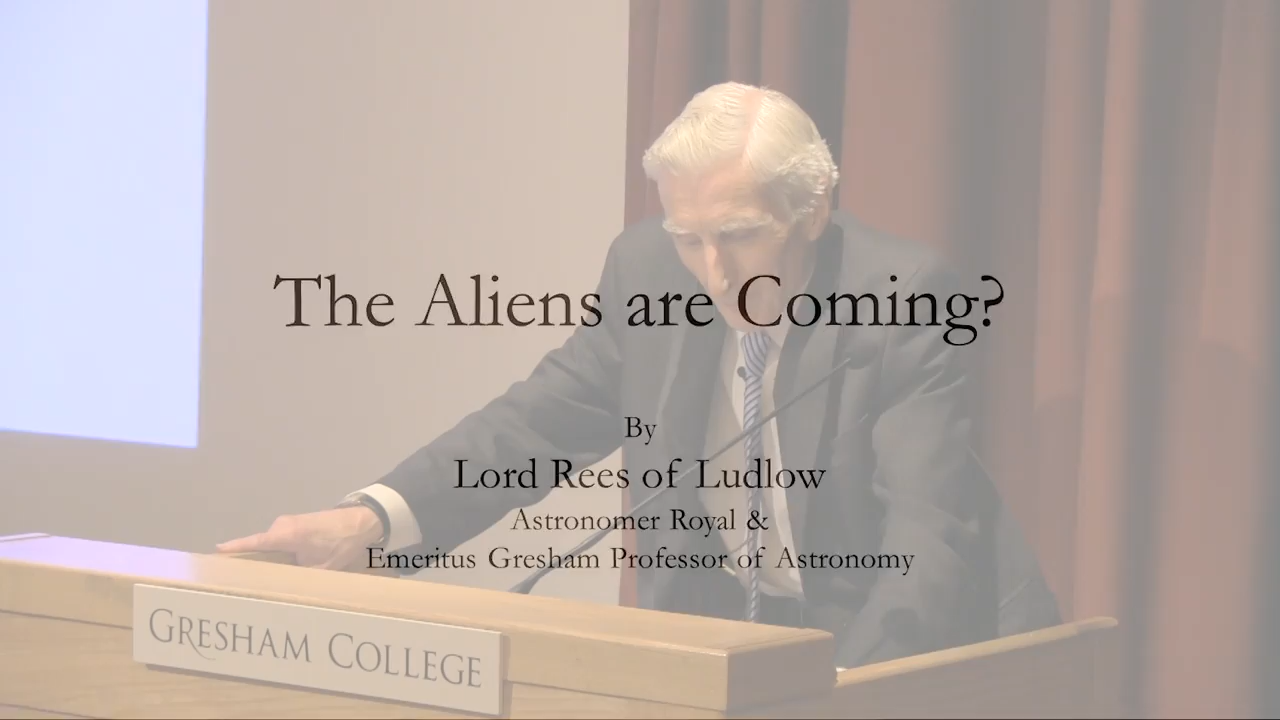 The Aliens are Coming?
By
Lord Rees of Ludlow
Astronomer Royal &
Emeritus Gresham Professor of Astronomy
GRESHAM COLLEGE